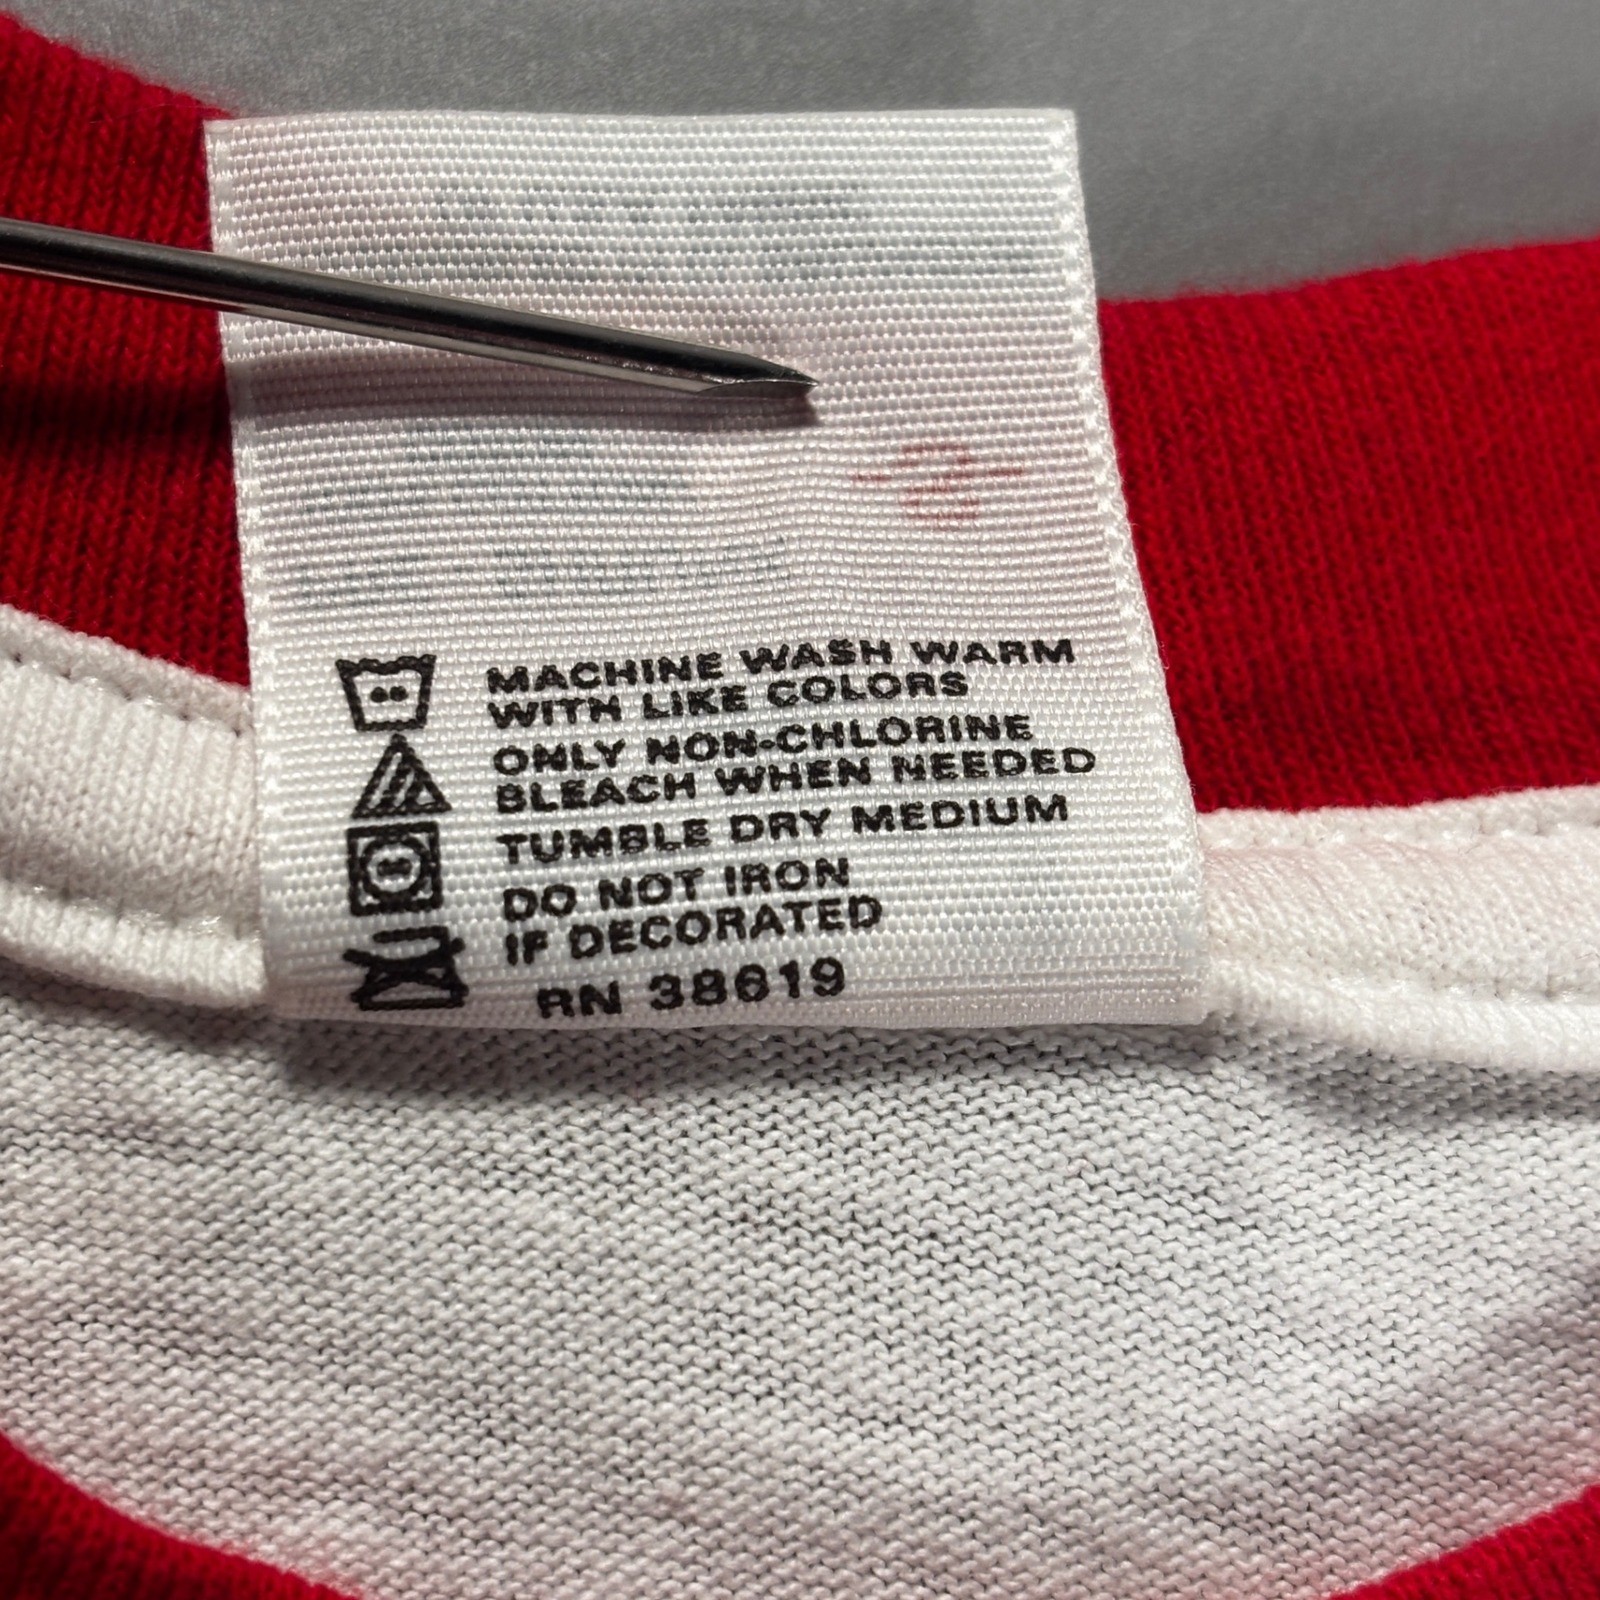 MACHINE WASH WARM
WITH LIKE COLORS
ONLY NON-CHLORINE
BLEACH WHEN NEEDED
TUMBLE DRY MEDIUM
DO NOT IRON
IF DECORATED
RN 38619